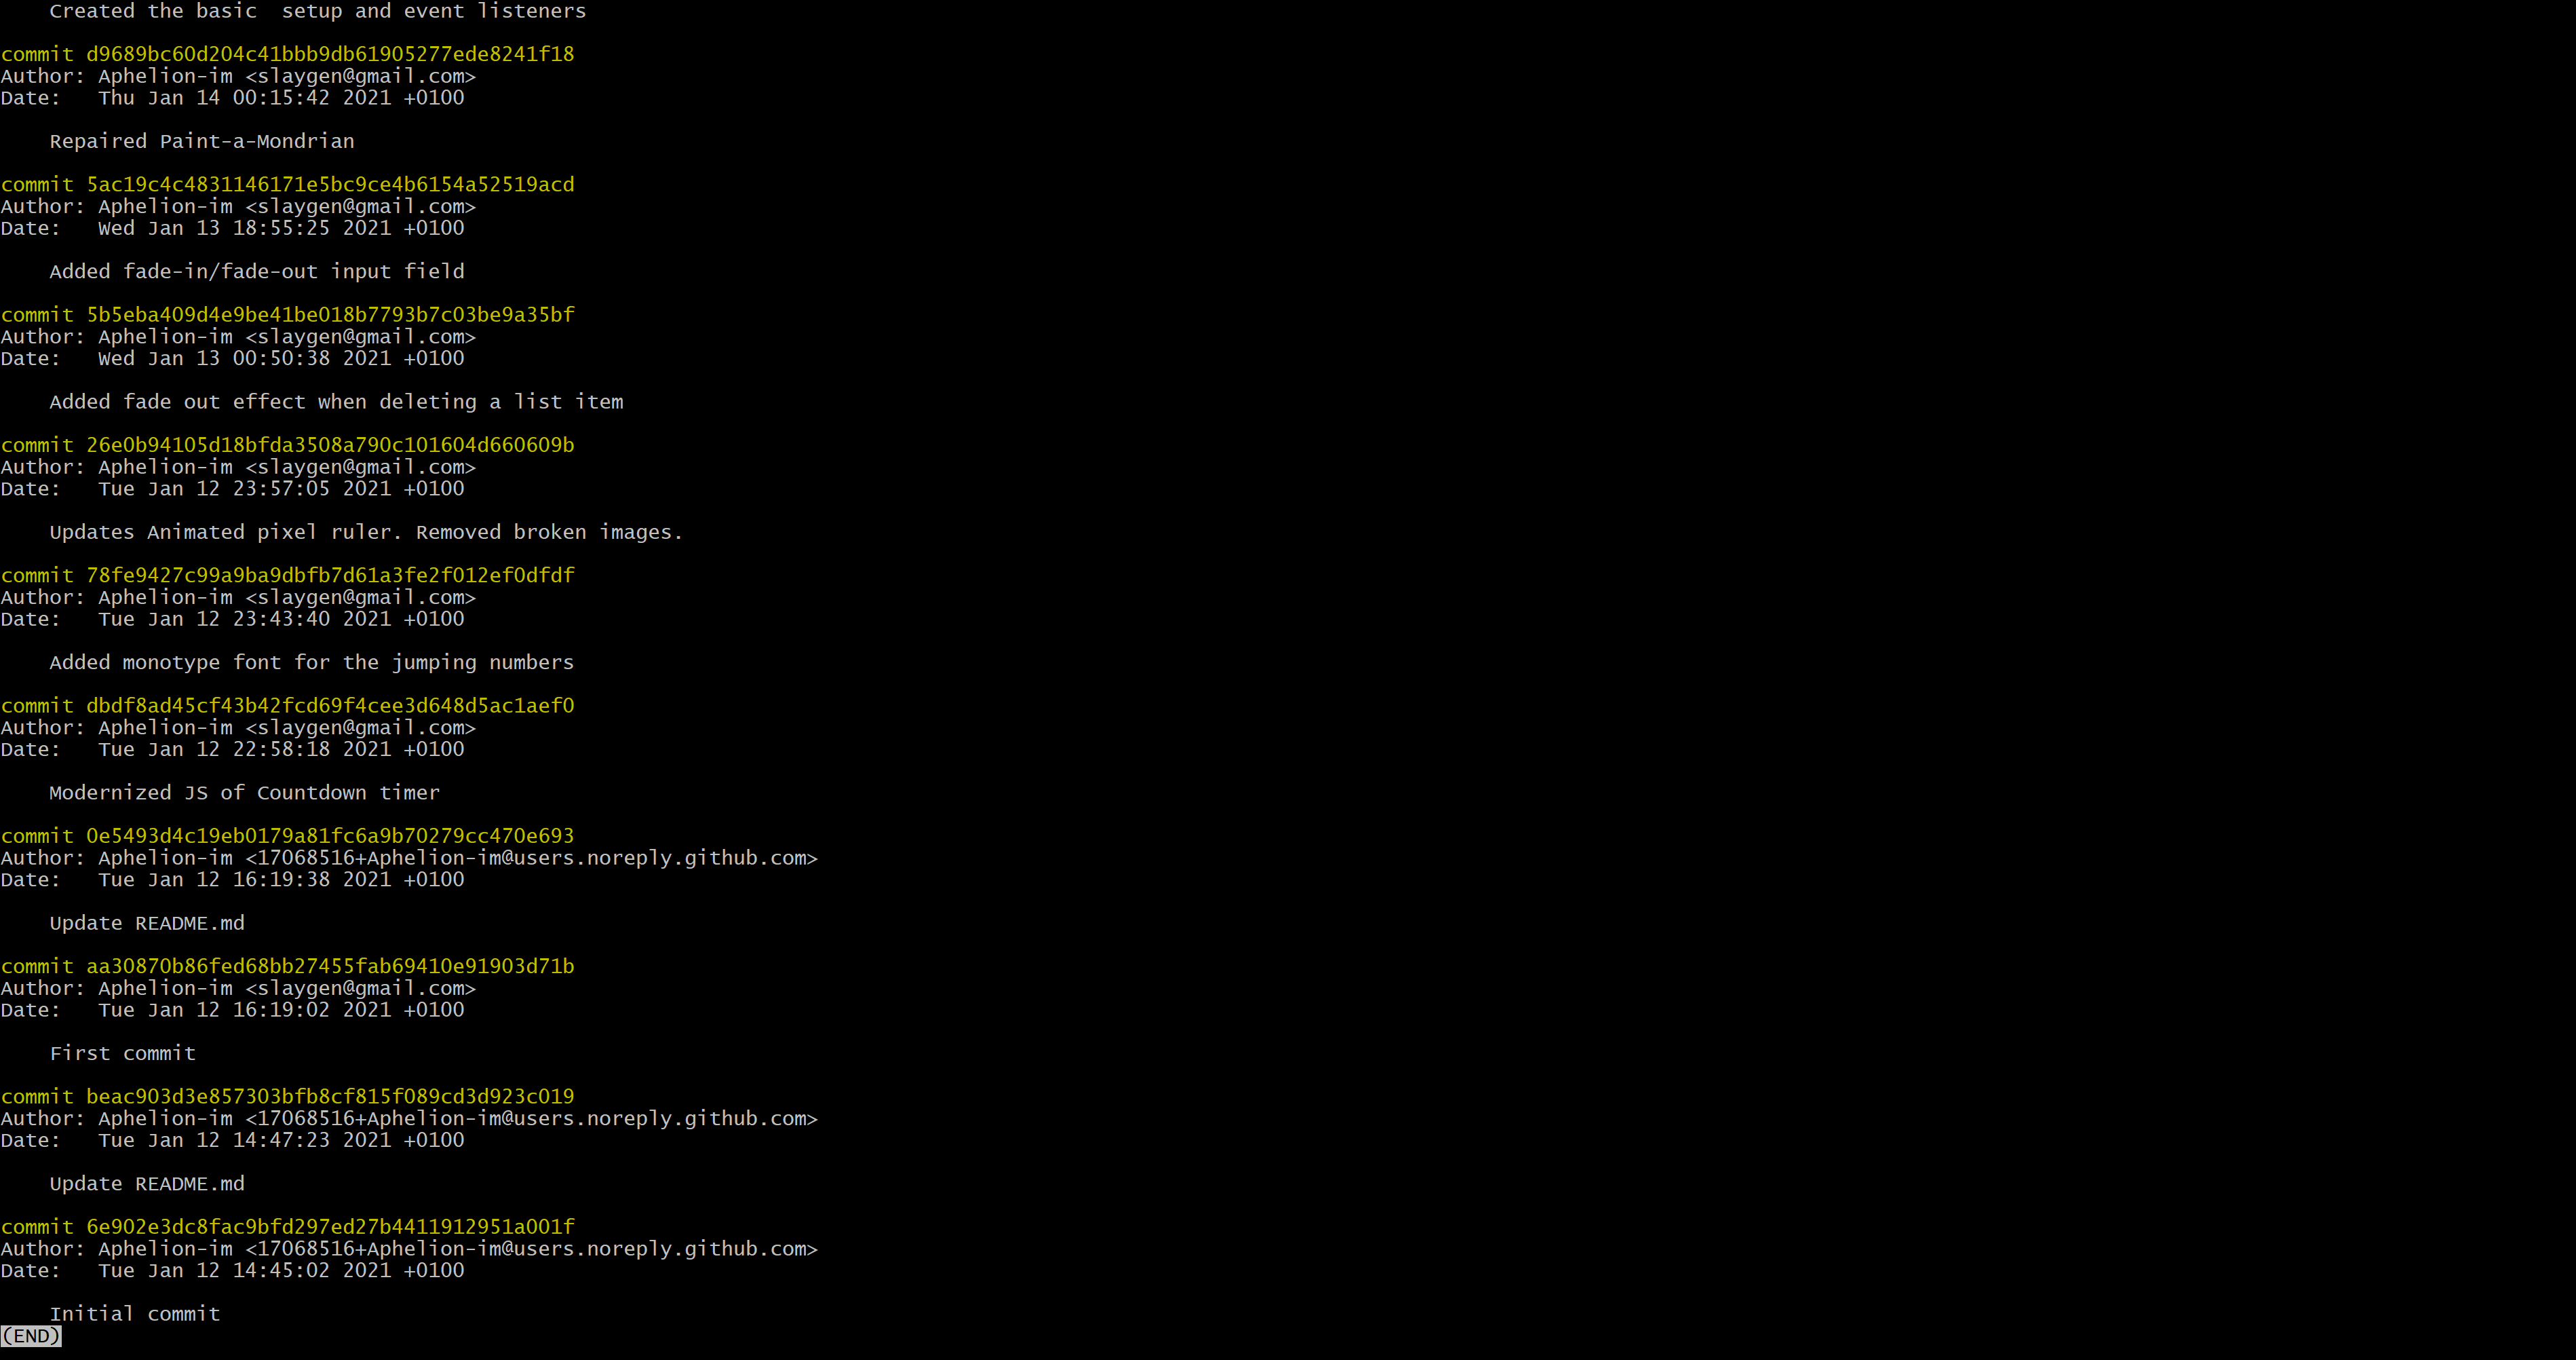 Created the basic  setup and event listeners
commit d9689bc60d204c41bbb9db61905277ede8241f18
Author: Aphelion-im <slaygen@gmail.com>
Date:   Thu Jan 14 00:15:42 2021 +0100
Repaired Paint-a-Mondrian
commit 5ac19c4c4831146171e5bc9ce4b6154a52519acd
Author: Aphelion-im <slaygen@gmail.com>
Date:   Wed Jan 13 18:55:25 2021 +0100
Added fade-in/fade-out input field
commit 5b5eba409d4e9be41be018b7793b7c03be9a35bf
Author: Aphelion-im <slaygen@gmail.com>
Date:   Wed Jan 13 00:50:38 2021 +0100
Added fade out effect when deleting a list item
commit 26e0b94105d18bfda3508a790c101604d660609b
Author: Aphelion-im <slaygen@gmail.com>
Date:   Tue Jan 12 23:57:05 2021 +0100
Updates Animated pixel ruler. Removed broken images.
commit 78fe9427c99a9ba9dbfb7d61a3fe2f012ef0dfdf
Author: Aphelion-im <slaygen@gmail.com>
Date:   Tue Jan 12 23:43:40 2021 +0100
Added monotype font for the jumping numbers
commit dbdf8ad45cf43b42fcd69f4cee3d648d5ac1aef0
Author: Aphelion-im <slaygen@gmail.com>
Date:   Tue Jan 12 22:58:18 2021 +0100
Modernized JS of Countdown timer
commit 0e5493d4c19eb0179a81fc6a9b70279cc470e693
Author: Aphelion-im <17068516+Aphelion-im@users.noreply.github.com>
Date:   Tue Jan 12 16:19:38 2021 +0100
Update README.md
commit aa30870b86fed68bb27455fab69410e91903d71b
Author: Aphelion-im <slaygen@gmail.com>
Date:   Tue Jan 12 16:19:02 2021 +0100
First commit
commit beac903d3e857303bfb8cf815f089cd3d923c019
Author: Aphelion-im <17068516+Aphelion-im@users.noreply.github.com>
Date:   Tue Jan 12 14:47:23 2021 +0100
Update README.md
commit 6e902e3dc8fac9bfd297ed27b4411912951a001f
Author: Aphelion-im <17068516+Aphelion-im@users.noreply.github.com>
Date:   Tue Jan 12 14:45:02 2021 +0100
Initial commit
(END)